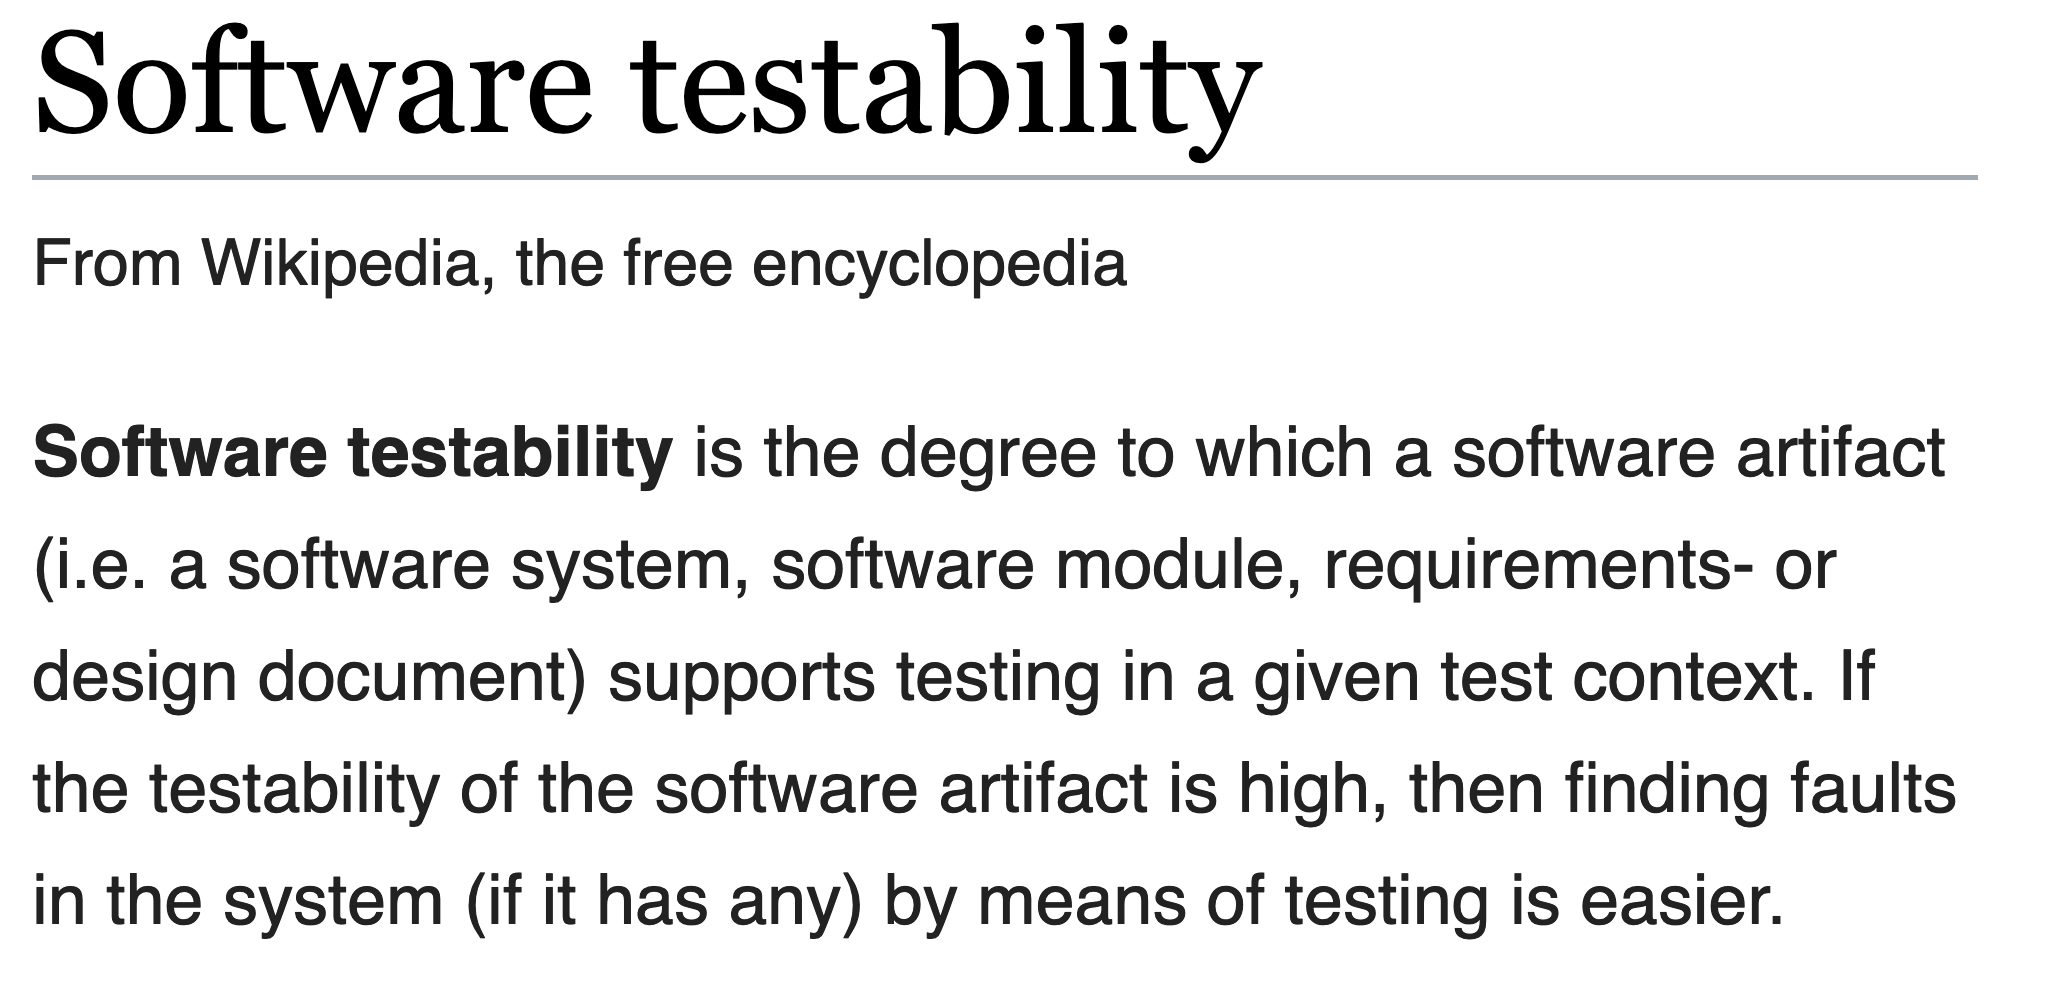 Software testability
From Wikipedia, the free encyclopedia
Software testability is the degree to which a software artifact
(i.e. a software system, software module, requirements- or
design document) supports testing in a given test context. If
the testability of the software artifact is high, then finding faults
in the system (if it has any) by means of testing is easier.